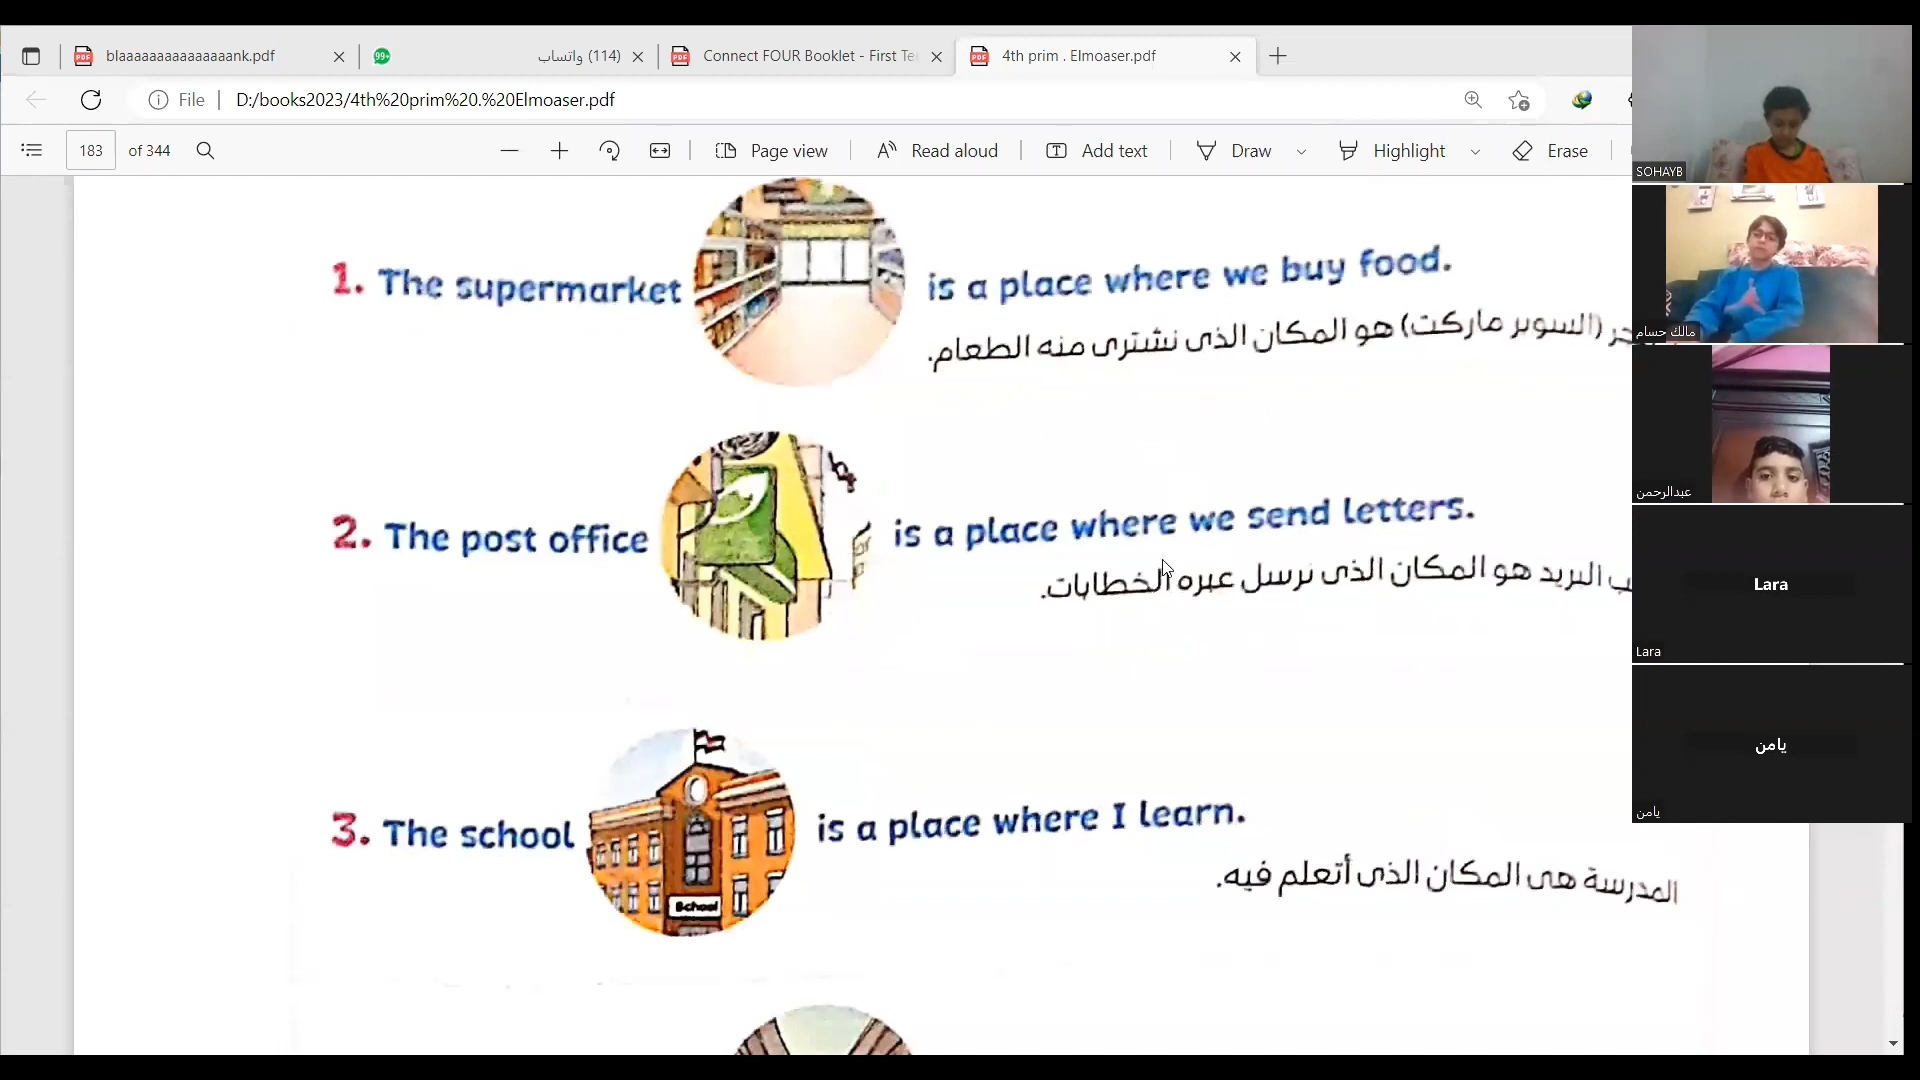 blaaaaaaaaaaaaaaaank.pdf
99+
(114) واتساب
Connect FOUR Booklet - First Te
4th prim . Elmoaser.pdf
File
D:/books2023/4th%20prim%20.%20Elmoaser.pdf
183
of 344
Page view
Read aloud
Add text
Draw
Highlight
Erase
1. The supermarket is a place where we buy food.
(السوبر ماركت) هو المكان الذى نشترى منه الطعام.
2. The post office is a place where we send letters.
البريد هو المكان الذى نرسل عبره الخطابات.
3. The school is a place where I learn.
المدرسة هى المكان الذى أتعلم فيه.
School
SOHAYB
مالك حسام
عبدالرحمن
Lara
Lara
يامن
يامن